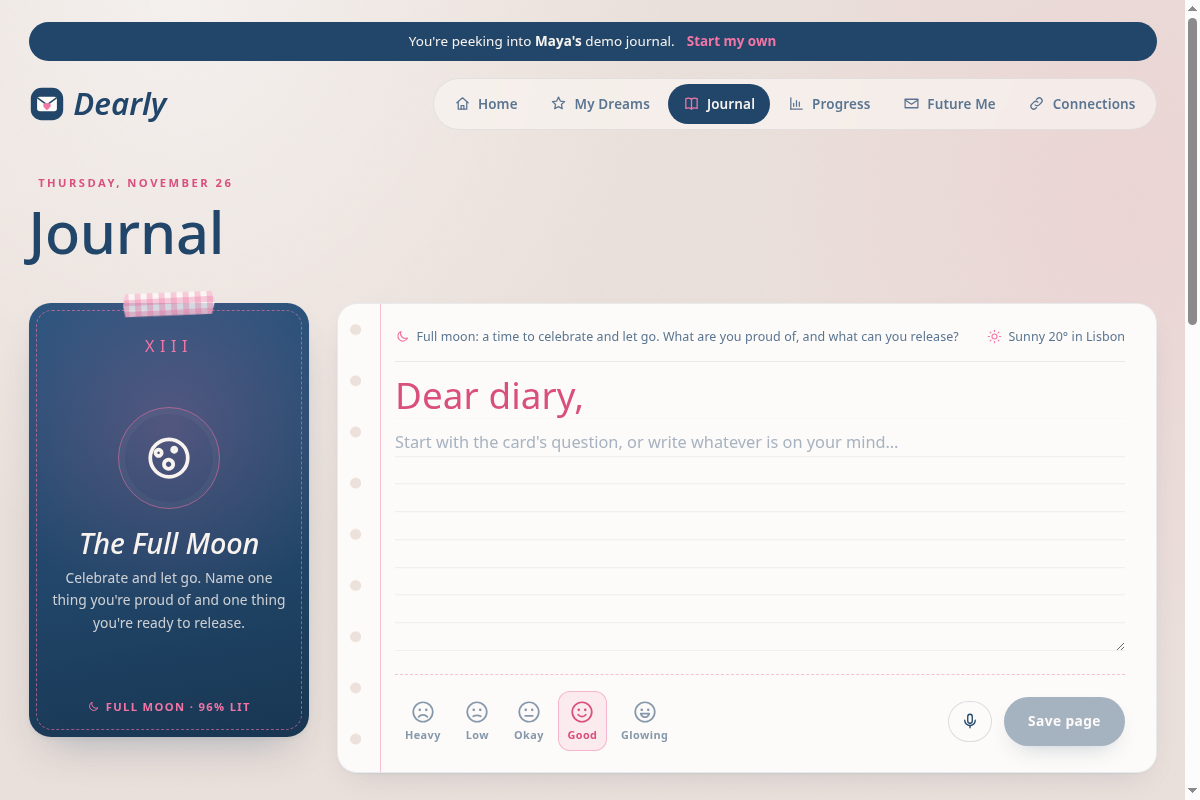 You're peeking into Maya's demo journal. Start my own
Dearly
Home
My Dreams
Journal
Progress
Future Me
Connections
THURSDAY, NOVEMBER 26
Journal
XIII
The Full Moon
Celebrate and let go. Name one
thing you're proud of and one thing
you're ready to release.
FULL MOON · 96% LIT
Full moon: a time to celebrate and let go. What are you proud of, and what can you release?
Sunny 20° in Lisbon
Dear diary,
Start with the card's question, or write whatever is on your mind...
Heavy
Low
Okay
Good
Glowing
Save page